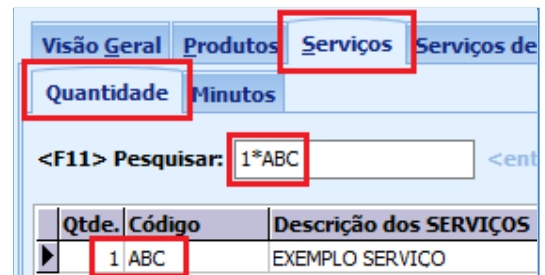 Visão Geral Produtos Serviços Serviços de
Quantidade Minutos
<F11> Pesquisar: 1*ABC <ent
Qtde. Código Descrição dos SERVIÇOS
1 ABC EXEMPLO SERVIÇO